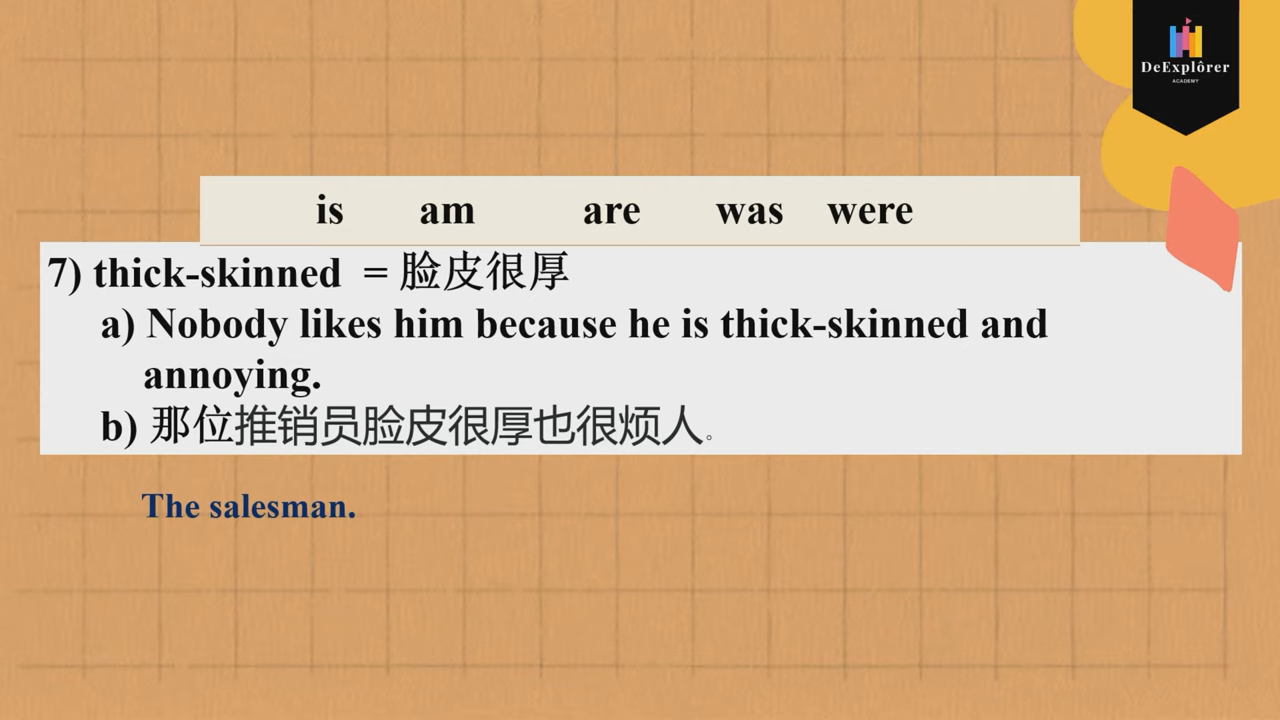 DeExplôrer
ACADEMY
is am are was were
7) thick-skinned = 脸皮很厚
a) Nobody likes him because he is thick-skinned and
annoying.
b) 那位推销员脸皮很厚也很烦人。
The salesman.